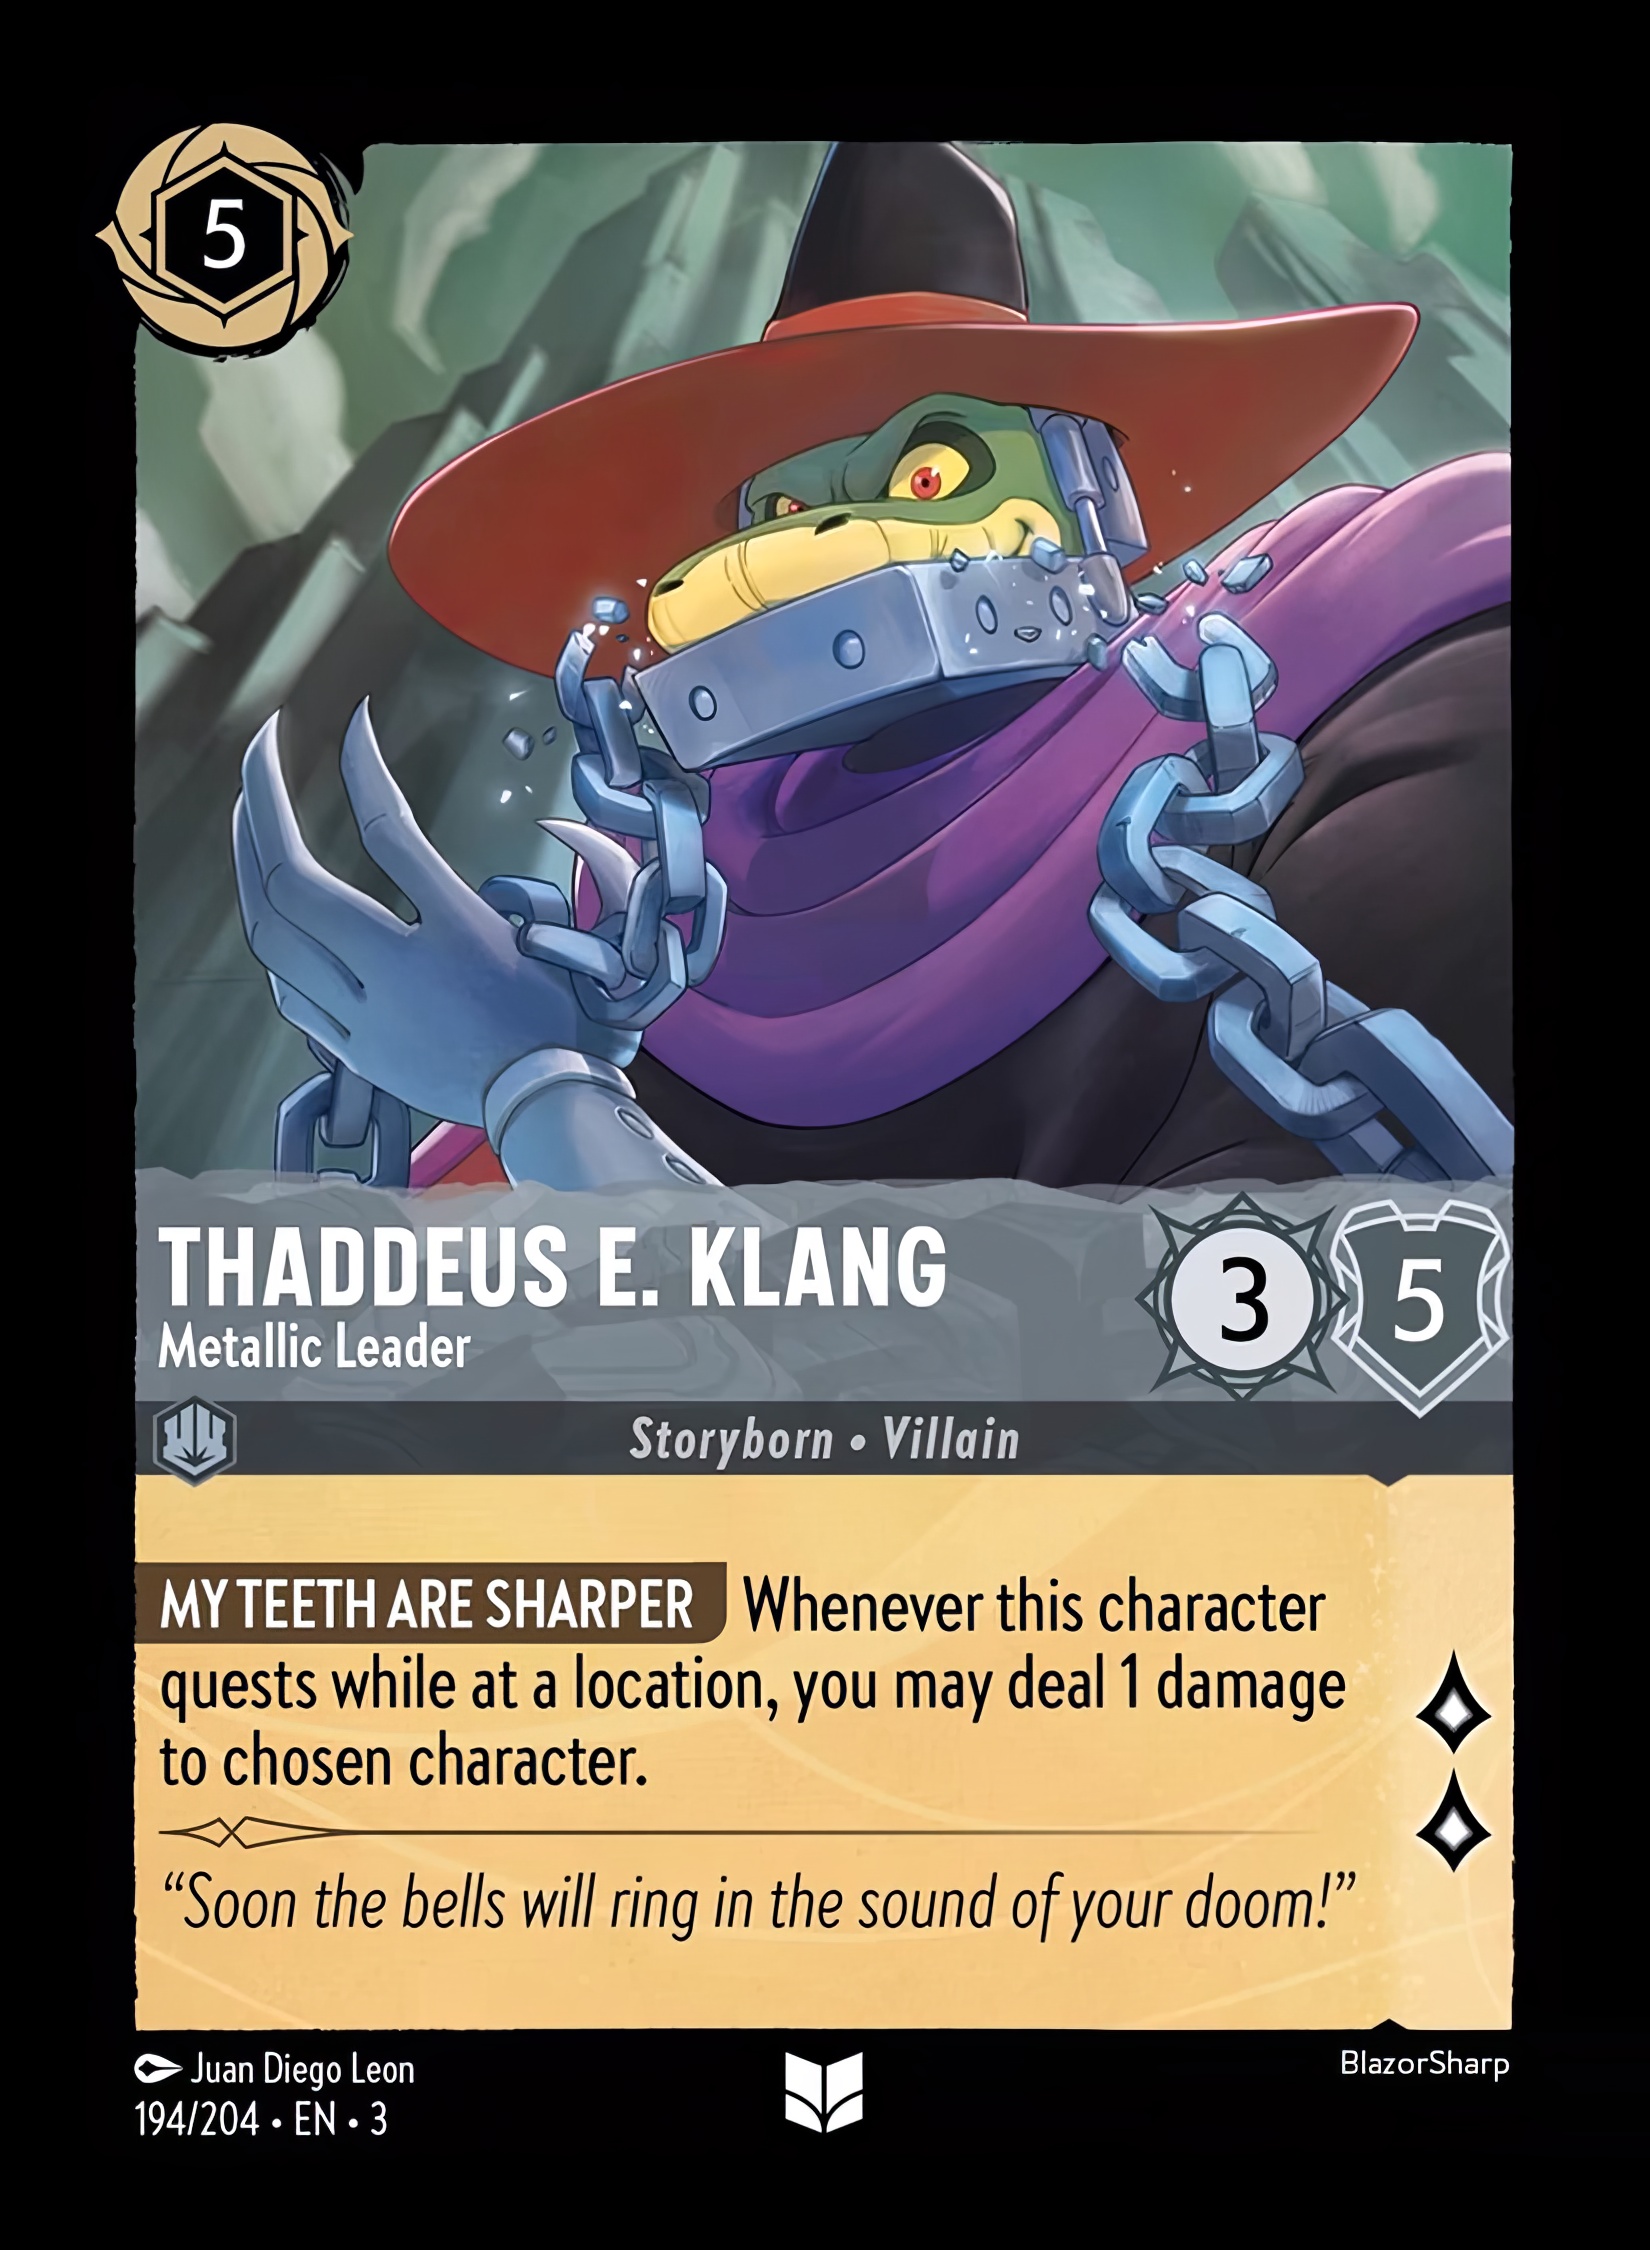 5
THADDEUS E. KLANG
Metallic Leader
3
5
Storyborn • Villain
MY TEETH ARE SHARPER Whenever this character
quests while at a location, you may deal 1 damage
to chosen character.
“Soon the bells will ring in the sound of your doom!”
Juan Diego Leon
194/204 • EN • 3
BlazorSharp